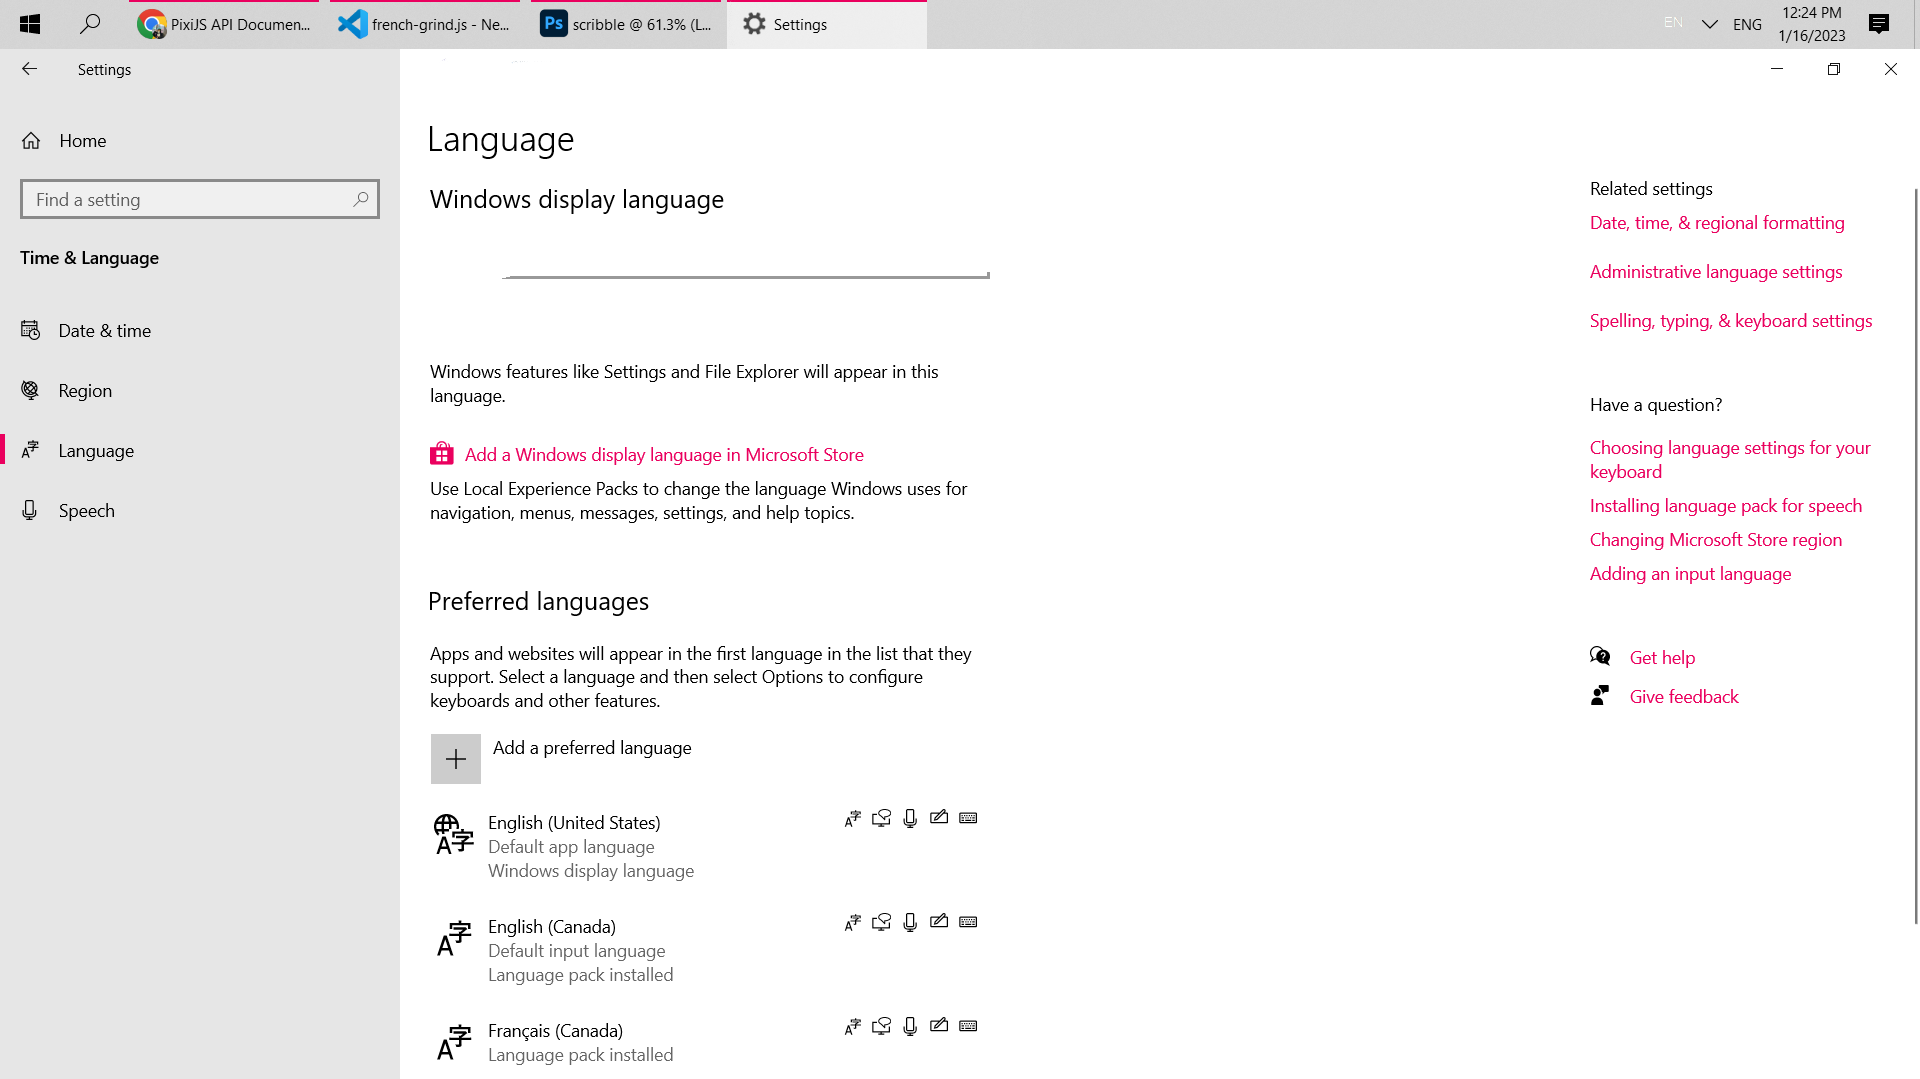 PixiJS API Documen...
french-grind.js - Ne...
Ps
scribble @ 61.3% (L...
Settings
EN
ENG
12:24 PM
1/16/2023
Settings
Home
Find a setting
Time & Language
Date & time
Region
Language
Speech
Language
Windows display language
Windows features like Settings and File Explorer will appear in this
language.
Add a Windows display language in Microsoft Store
Use Local Experience Packs to change the language Windows uses for
navigation, menus, messages, settings, and help topics.
Preferred languages
Apps and websites will appear in the first language in the list that they
support. Select a language and then select Options to configure
keyboards and other features.
Add a preferred language
English (United States)
Default app language
Windows display language
English (Canada)
Default input language
Language pack installed
Français (Canada)
Language pack installed
Related settings
Date, time, & regional formatting
Administrative language settings
Spelling, typing, & keyboard settings
Have a question?
Choosing language settings for your
keyboard
Installing language pack for speech
Changing Microsoft Store region
Adding an input language
Get help
Give feedback